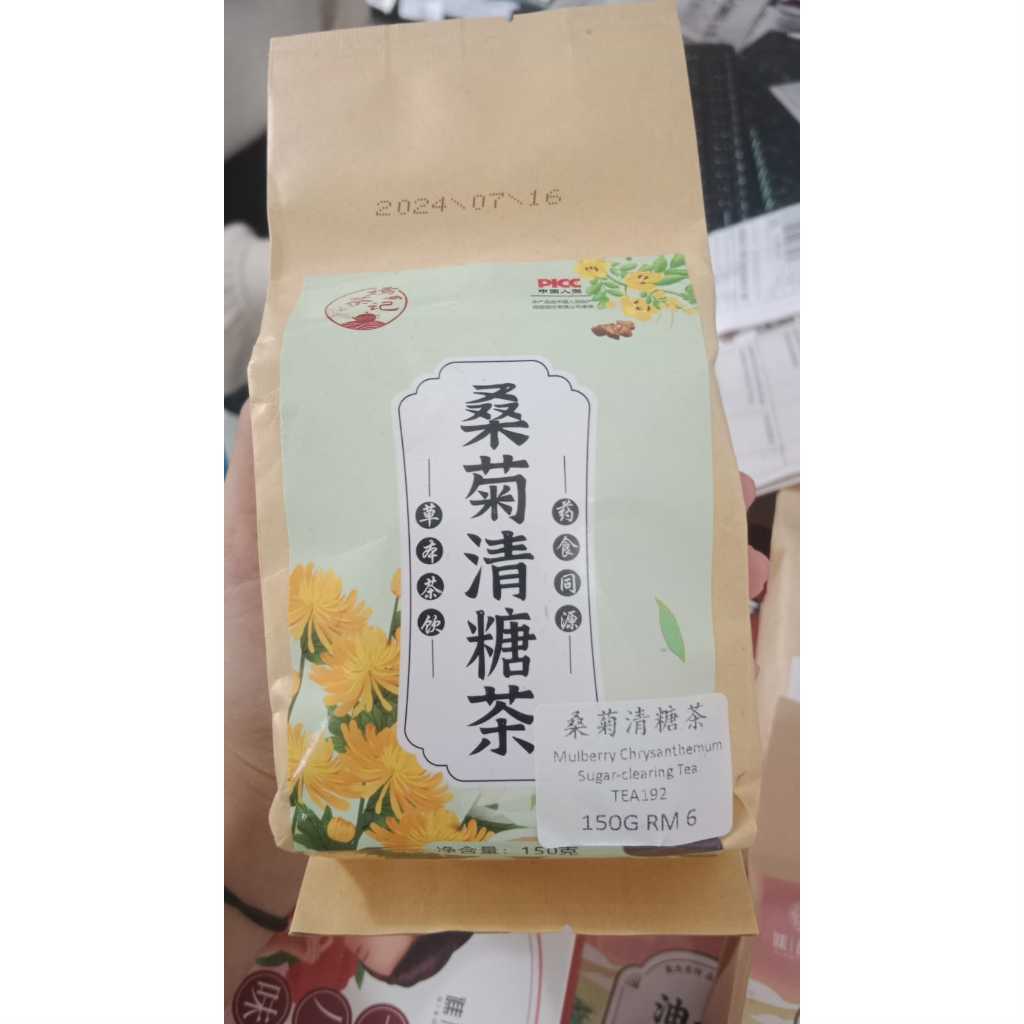 2024\07\16
PICC
中国人保
桑菊清糖茶
草本茶饮
药食同源
桑菊清糖茶
Mulberry Chrysanthemum
Sugar-clearing Tea
TEA192
150G RM 6
净含量：150克
味